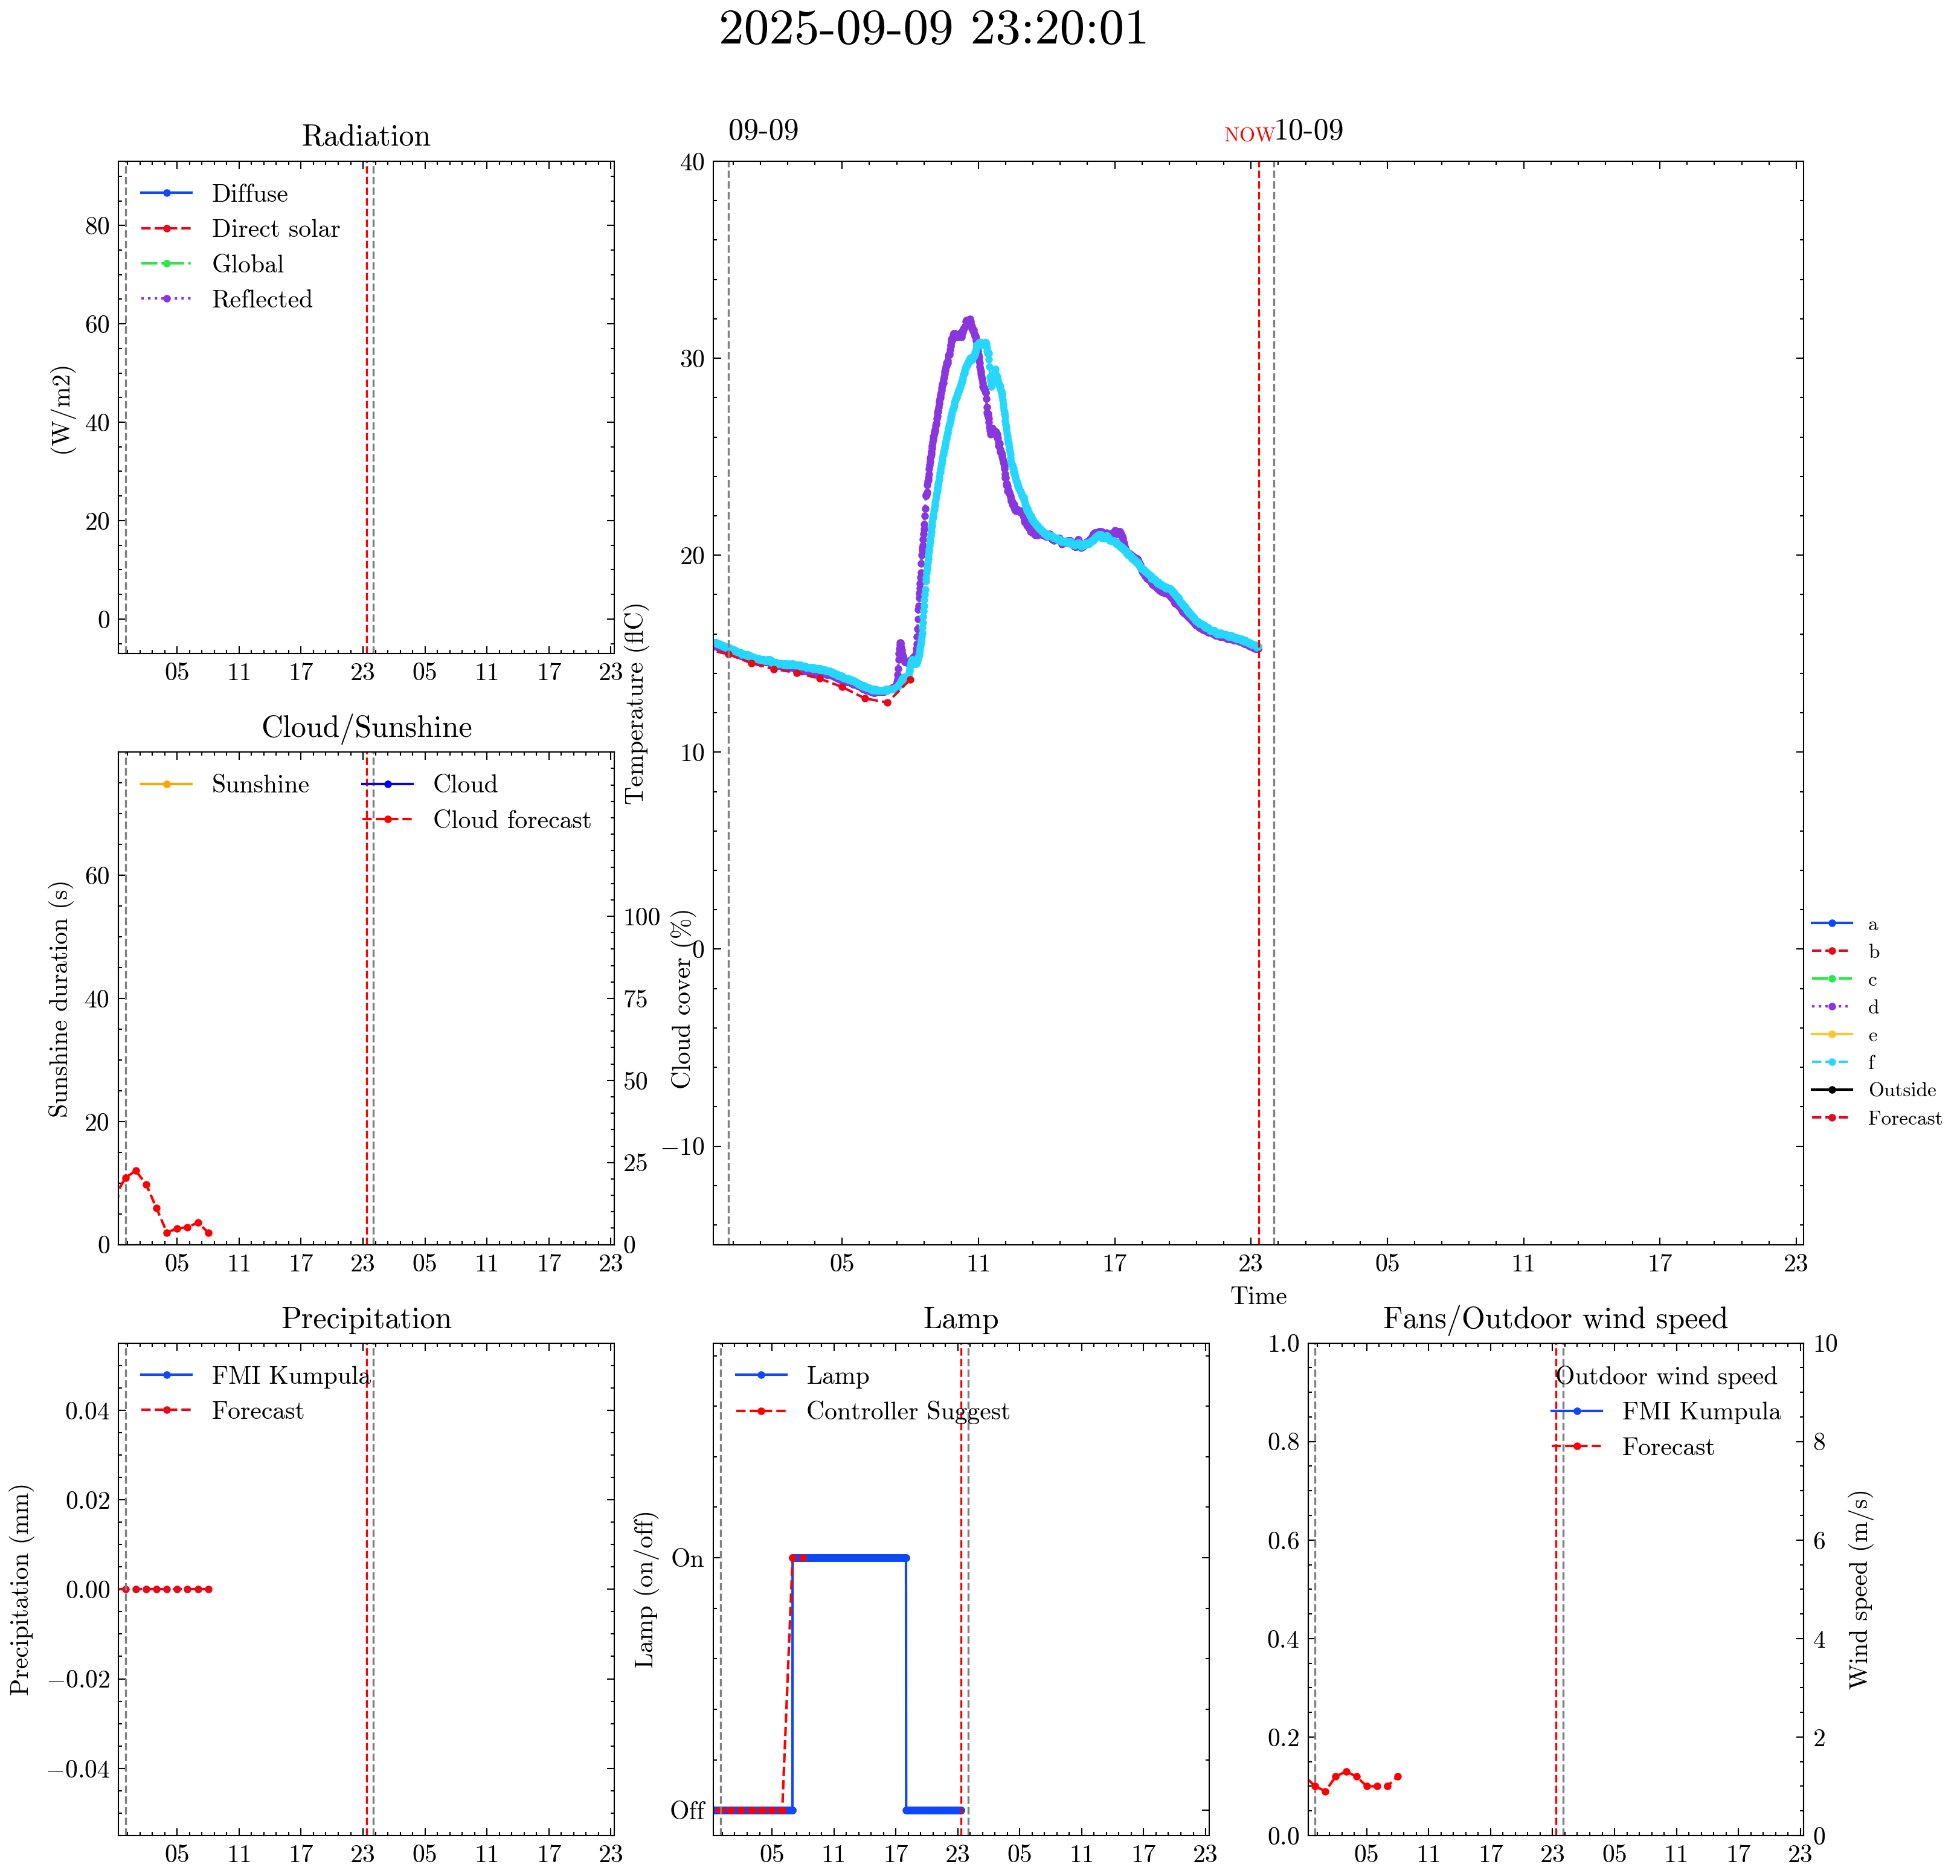 2025-09-09 23:20:01
Radiation
Diffuse
Direct solar
Global
Reflected
(W/m2)
80
60
40
20
0
05 11 17 23 05 11 17 23
09-09 NOW 10-09
Temperature (flC)
40
30
20
10
0
−10
05 11 17 23 05 11 17 23
Time
a
b
c
d
e
f
Outside
Forecast
Cloud/Sunshine
Sunshine
Cloud
Cloud forecast
Sunshine duration (s)
60
40
20
0
Cloud cover (%)
100
75
50
25
0
05 11 17 23 05 11 17 23
Precipitation
FMI Kumpula
Forecast
Precipitation (mm)
0.04
0.02
0.00
−0.02
−0.04
05 11 17 23 05 11 17 23
Lamp
Lamp
Controller Suggest
Lamp (on/off)
On
Off
05 11 17 23 05 11 17 23
Fans/Outdoor wind speed
Outdoor wind speed
FMI Kumpula
Forecast
1.0
0.8
0.6
0.4
0.2
0.0
Wind speed (m/s)
10
8
6
4
2
0
05 11 17 23 05 11 17 23